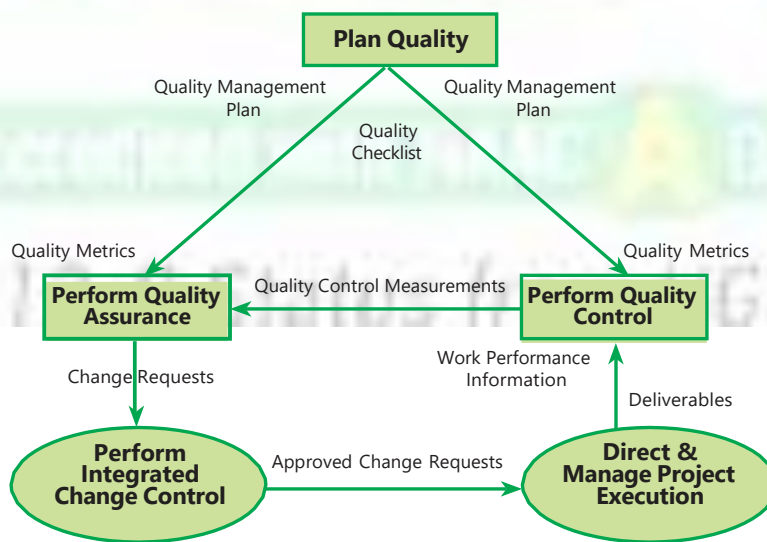 Plan Quality
Quality Management
Plan
Quality Management
Plan
Quality
Checklist
Quality Metrics
Quality Metrics
Perform Quality
Assurance
Quality Control Measurements
Perform Quality
Control
Change Requests
Work Performance
Information
Deliverables
Perform
Integrated
Change Control
Approved Change Requests
Direct &
Manage Project
Execution